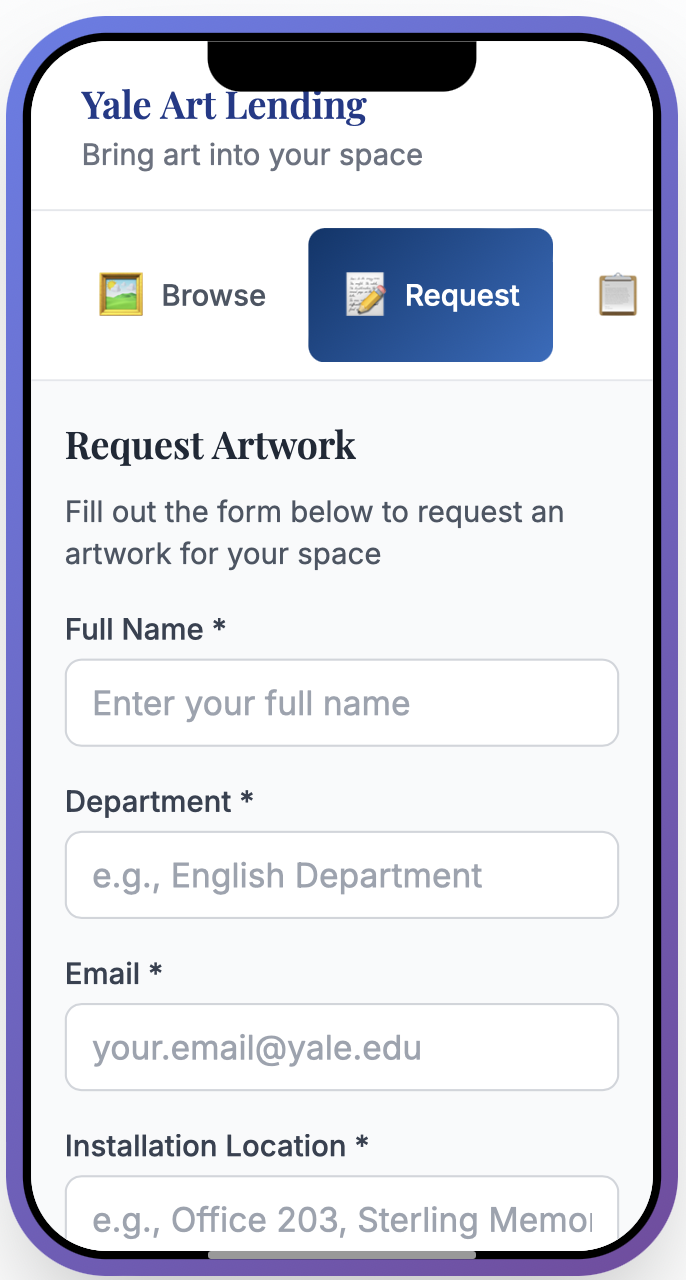 Yale Art Lending
Bring art into your space
Browse
Request
Request Artwork
Fill out the form below to request an
artwork for your space
Full Name *
Enter your full name
Department *
e.g., English Department
Email *
your.email@yale.edu
Installation Location *
e.g., Office 203, Sterling Memor